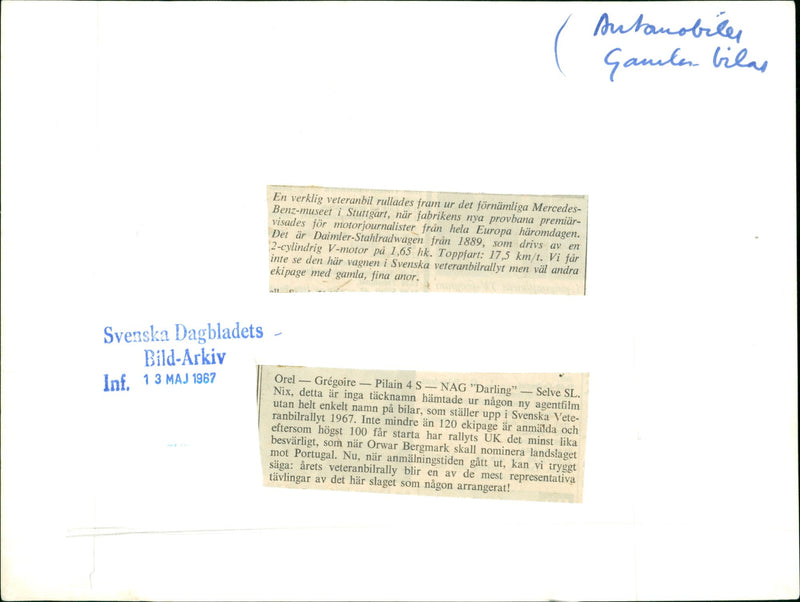 Automobiles
Gamla bilar
En verklig veteranbil rullades fram ur det förnämliga Mercedes-
Benz-museet i Stuttgart, när fabrikens nya provbana premiär-
visades för motorjournalister från hela Europa häromdagen.
Det är Daimler-Stahlradwagen från 1889, som drivs av en
2-cylindrig V-motor på 1,65 hk. Toppfart: 17,5 km/t. Vi får
inte se den här vagnen i Svenska veteranbilrallyt men väl andra
ekipage med gamla, fina anor.
Svenska Dagbladets
Bild-Arkiv
Inf. 13 MAJ 1967
Orel — Grégoire — Pilain 4 S — NAG "Darling" — Selve SL.
Nix, detta är inga täcknamn hämtade ur någon ny agentfilm
utan helt enkelt namn på bilar, som ställer upp i Svenska Vete-
ranbilrallyt 1967. Inte mindre än 120 ekipage är anmälda och
eftersom högst 100 får starta har rallyts UK det minst lika
besvärligt, som när Orwar Bergmark skall nominera landslaget
mot Portugal. Nu, när anmälningstiden gått ut, kan vi tryggt
säga: årets veteranbilrally blir en av de mest representativa
tävlingar av det här slaget som någon arrangerat!